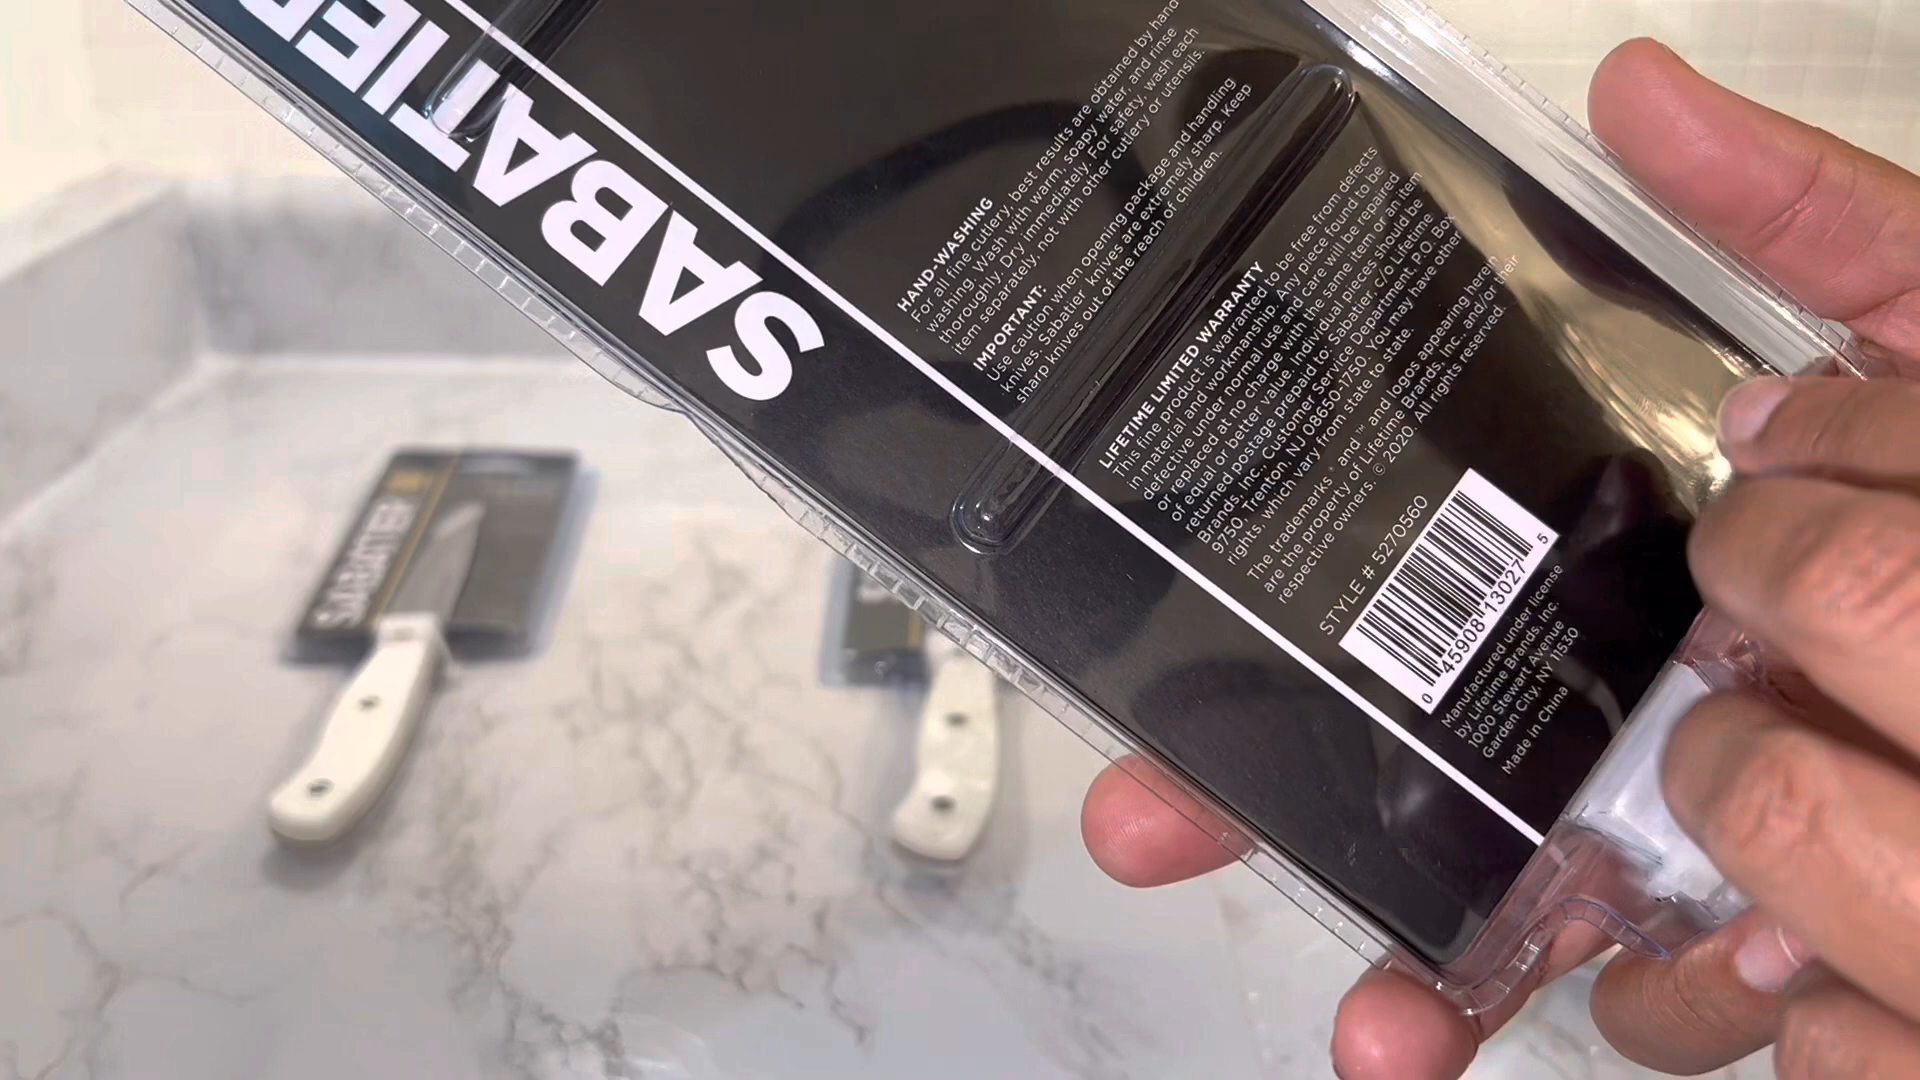 SABATIER
HAND-WASHING
For all fine cutlery, best results are obtained by hand
washing. Wash with warm, soapy water, and rinse
thoroughly. Dry immediately. For safety, wash each
item separately, not with other cutlery or utensils.
IMPORTANT:
Use caution when opening package and handling
knives. Sabatier® knives are extremely sharp. Keep
sharp knives out of the reach of children.
LIFETIME LIMITED WARRANTY
This fine product is warranted to be free from defects
in material and workmanship. Any piece found to be
defective under normal use and care will be repaired
or replaced at no charge with the same item or an item
of equal or better value. Individual pieces should be
returned postage prepaid to: Sabatier, c/o Lifetime
Brands, Inc. Customer Service Department, P.O. Box
9750, Trenton, NJ 08650-1750. You may have other
rights, which vary from state to state.
The trademarks® and™ and logos appearing herein
are the property of Lifetime Brands, Inc. and/or their
respective owners. © 2020. All rights reserved.
STYLE # 5270560
0 45908 13027 5
Manufactured under license
by Lifetime Brands, Inc.
1000 Stewart Avenue
Garden City, NY 11530
Made in China
SABATIER
S